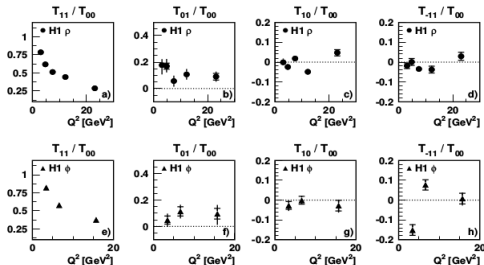 T11 / T00
T01 / T00
T10 / T00
T-11 / T00
1
0.75
0.5
0.25
H1 ρ
a)
0 10 20
Q2 [GeV2]
0.4
0.2
0
H1 ρ
b)
0 10 20
Q2 [GeV2]
0.2
0.1
0
-0.1
-0.2
H1 ρ
c)
0 10 20
Q2 [GeV2]
0.2
0.1
0
-0.1
-0.2
H1 ρ
d)
0 10 20
Q2 [GeV2]
T11 / T00
T01 / T00
T10 / T00
T-11 / T00
1
0.75
0.5
0.25
H1 ϕ
e)
0 10 20
Q2 [GeV2]
0.4
0.2
0
H1 ϕ
f)
0 10 20
Q2 [GeV2]
0.2
0.1
0
-0.1
-0.2
H1 ϕ
g)
0 10 20
Q2 [GeV2]
0.2
0.1
0
-0.1
-0.2
H1 ϕ
h)
0 10 20
Q2 [GeV2]